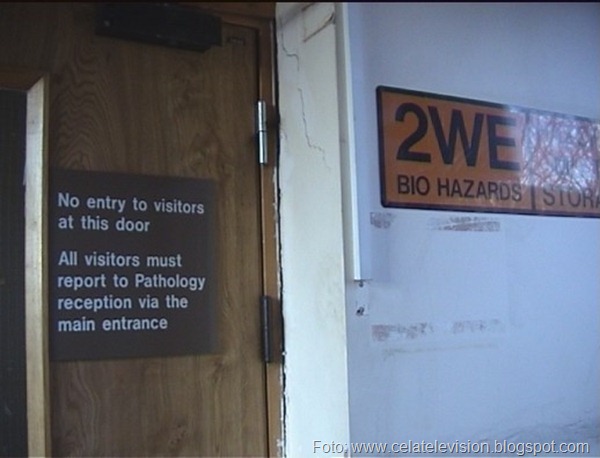 No entry to visitors
at this door
All visitors must
report to Pathology
reception via the
main entrance
2WE
BIO HAZARDS
Foto: www.celatelevision.blogspot.com